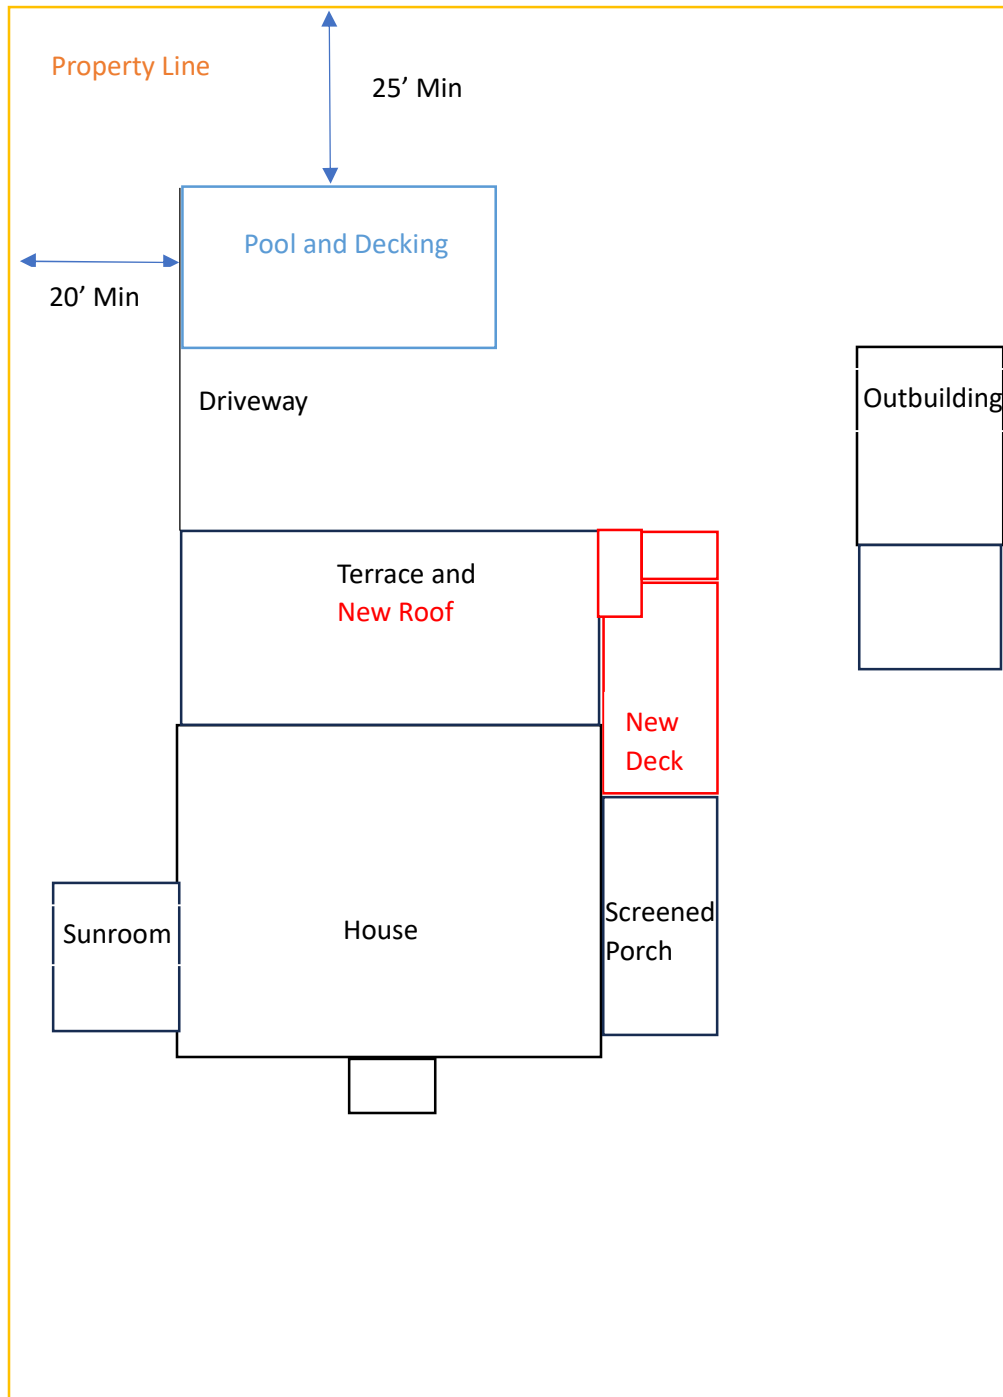 Property Line
25’ Min
Pool and Decking
20’ Min
Driveway
Outbuilding
Terrace and
New Roof
New
Deck
Sunroom
House
Screened
Porch